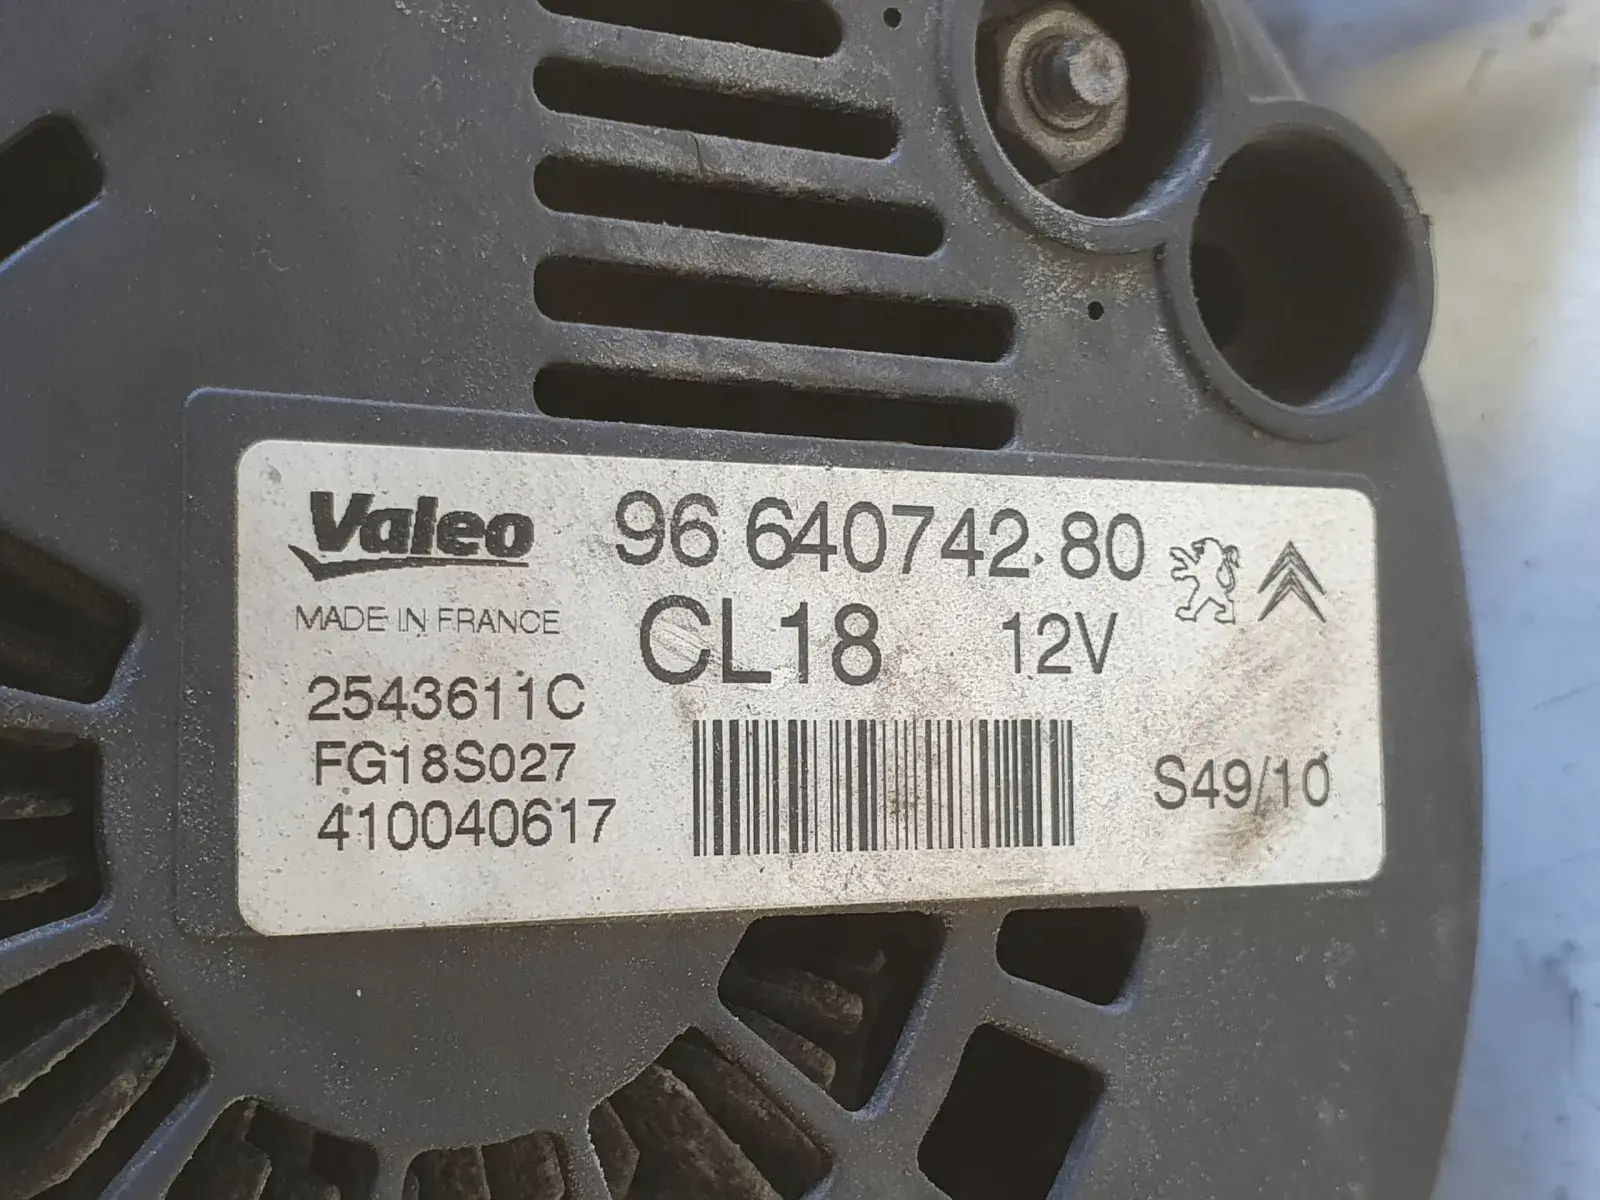 Valeo 96 640742 80
MADE IN FRANCE CL18 12V
2543611C
FG18S027 S49/10
410040617